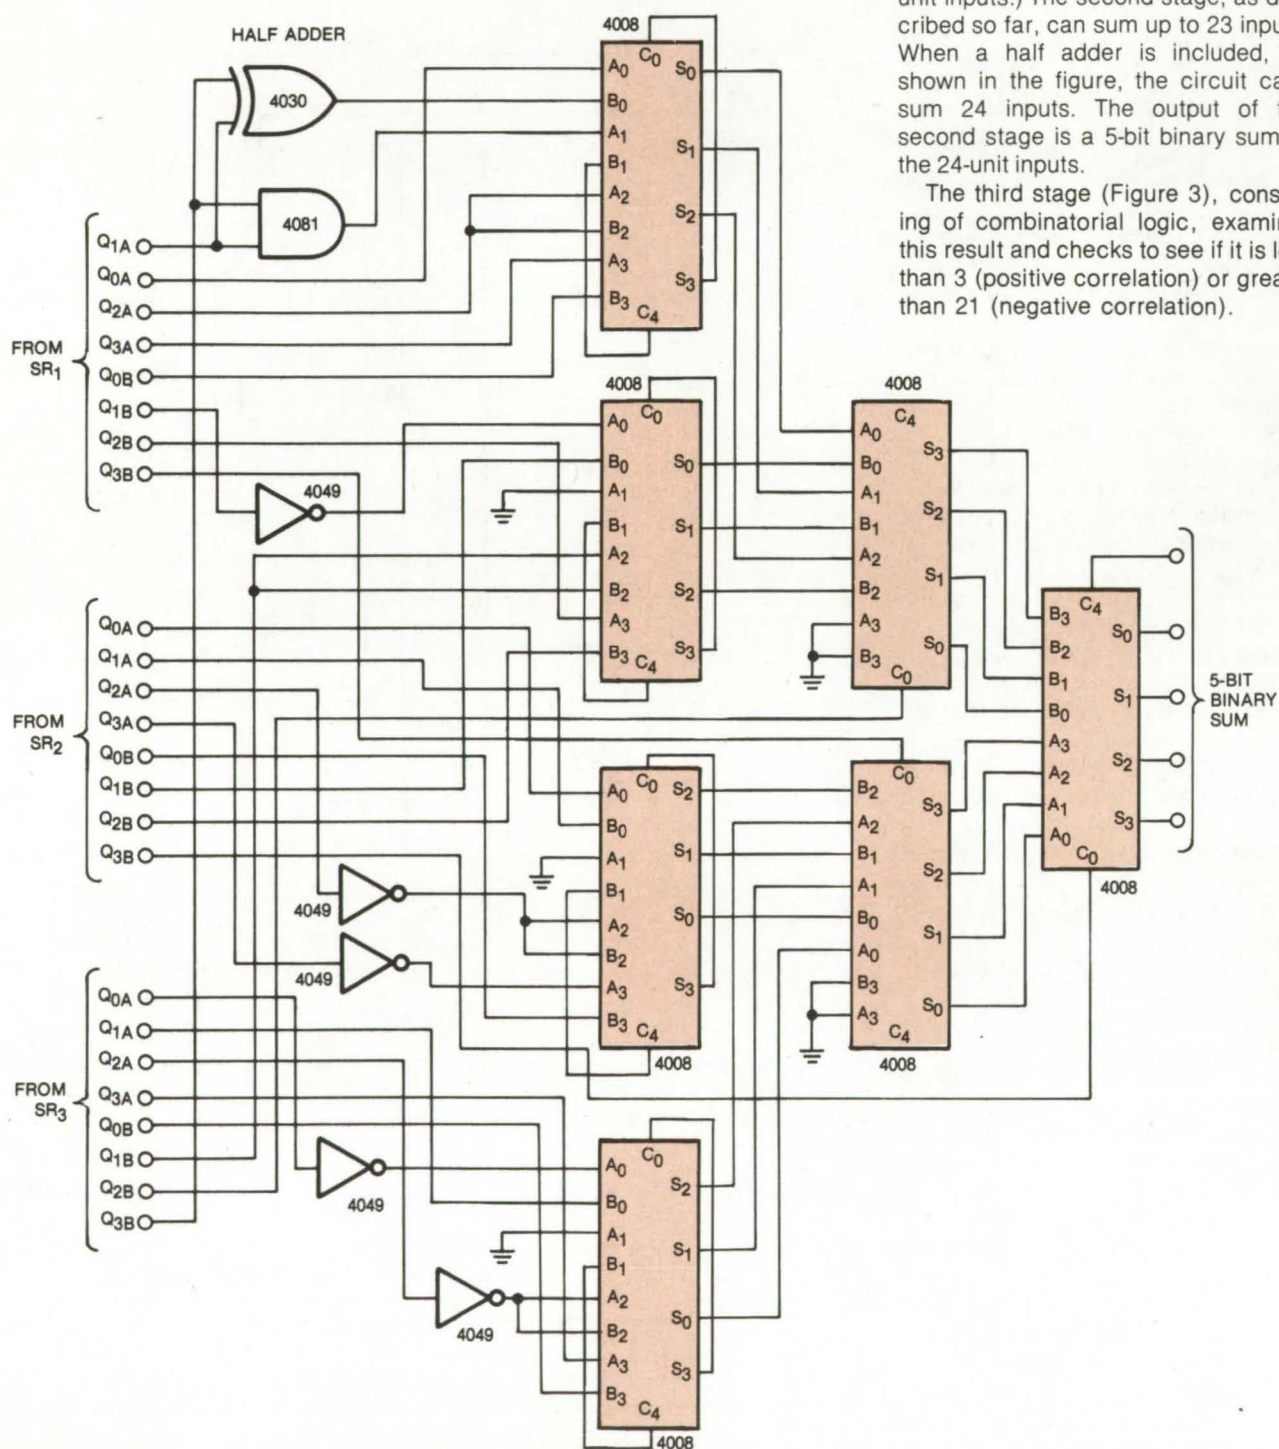 unit inputs.) The second stage, as
cribed so far, can sum up to 23
When a half adder is included,
shown in the figure, the circuit
sum 24 inputs. The output of
second stage is a 5-bit binary sum
the 24-unit inputs.
The third stage (Figure 3),
ing of combinatorial logic,
this result and checks to see if it is
than 3 (positive correlation) or
than 21 (negative correlation).
HALF ADDER
4030
4081
FROM
SR1
Q1A
Q0A
Q2A
Q3A
Q0B
Q1B
Q2B
Q3B
4049
FROM
SR2
Q0A
Q1A
Q2A
Q3A
Q0B
Q1B
Q2B
Q3B
4049
4049
FROM
SR3
Q0A
Q1A
Q2A
Q3A
Q0B
Q1B
Q2B
Q3B
4049
4049
4008
C0
A0
B0
A1
B1
A2
B2
A3
B3
S0
S1
S2
S3
C4
4008
C0
A0
B0
A1
B1
A2
B2
A3
B3
S0
S1
S2
S3
C4
C0
A0
B0
A1
B1
A2
B2
A3
B3
S2
S1
S0
S3
C4
4008
C0
A0
B0
A1
B1
A2
B2
A3
B3
S2
S1
S0
S3
C4
4008
4008
C4
A0
B0
A1
B1
A2
B2
A3
B3
S3
S2
S1
S0
C0
C0
B2
A2
B1
A1
B0
A0
B3
A3
S3
S2
S1
S0
C4
4008
C4
B3
B2
B1
B0
A3
A2
A1
A0
S0
S1
S2
S3
C0
4008
5-BIT
BINARY
SUM